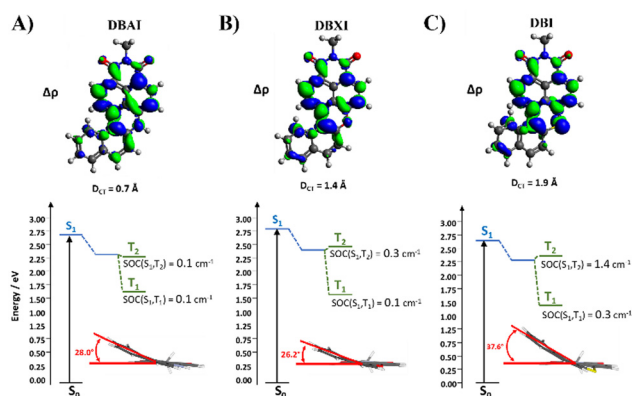 A) DBAI
B) DBXI
C) DBI
CH₃
CH₃
CH₃
Δρ
Δρ
Δρ
D_CT = 0.7 Å
D_CT = 1.4 Å
D_CT = 1.9 Å
Energy / eV
3.00
2.75
2.50
2.25
2.00
1.75
1.50
1.25
1.00
0.75
0.50
0.25
0.00
S₁
T₂
SOC(S₁,T₂) = 0.1 cm⁻¹
T₁
SOC(S₁,T₁) = 0.1 cm⁻¹
28.0°
S₀
3.00
2.75
2.50
2.25
2.00
1.75
1.50
1.25
1.00
0.75
0.50
0.25
0.00
S₁
T₂
SOC(S₁,T₂) = 0.3 cm⁻¹
T₁
SOC(S₁,T₁) = 0.1 cm⁻¹
26.2°
S₀
3.00
2.75
2.50
2.25
2.00
1.75
1.50
1.25
1.00
0.75
0.50
0.25
0.00
S₁
T₂
SOC(S₁,T₂) = 1.4 cm⁻¹
T₁
SOC(S₁,T₁) = 0.3 cm⁻¹
37.6°
S₀